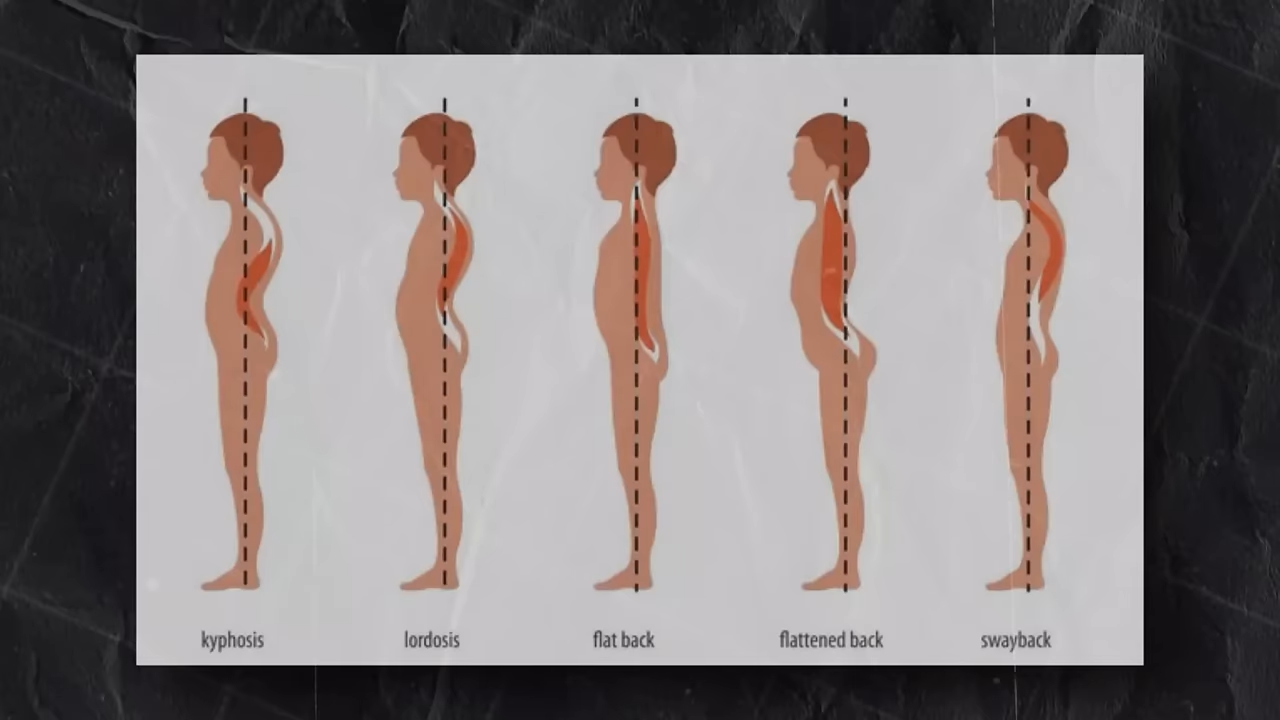 kyphosis
lordosis
flat back
flattened back
swayback